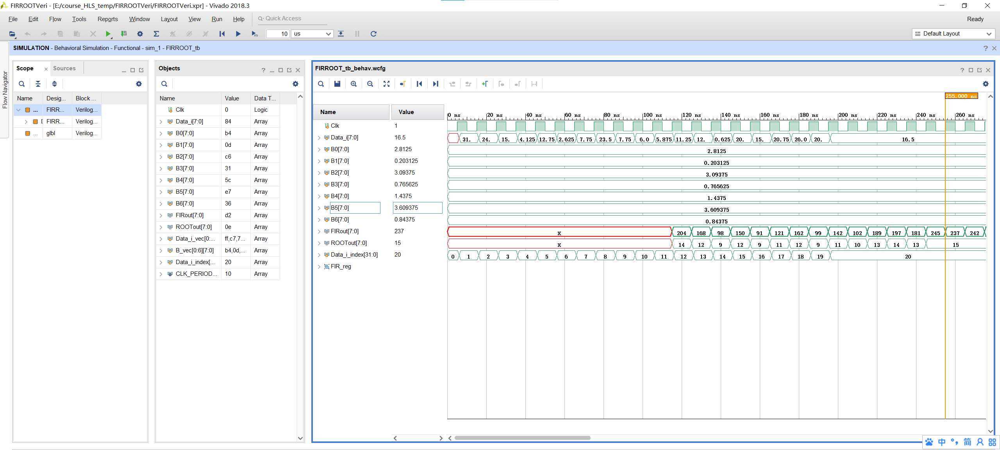 FIRROOTVeri - [E:/course_HLS_temp/FIRROOTVeri/FIRROOTVeri.xpr] - Vivado 2018.3
File Edit Flow Tools Reports Window Layout View Run Help Quick Access Ready
10 us Default Layout
SIMULATION - Behavioral Simulation - Functional - sim_1 - FIRROOT_tb
Flow Navigator
Scope Sources
Name Desig... Block ...
... FIRR... Verilog...
FIRR... Verilog...
... glbl Verilog...
Objects
Name Value Data T...
Clk 0 Logic
Data_i[7:0] 84 Array
B0[7:0] b4 Array
B1[7:0] 0d Array
B2[7:0] c6 Array
B3[7:0] 31 Array
B4[7:0] 5c Array
B5[7:0] e7 Array
B6[7:0] 36 Array
FIRout[7:0] d2 Array
ROOTout[7:0] 0e Array
Data_i_vec[0:... ff,c7,7... Array
B_vec[0:6][7:0] b4,0d,... Array
Data_i_index[... 20 Array
CLK_PERIOD... 10 Array
FIRROOT_tb_behav.wcfg
255.000 ns
Name Value
0 ns 20 ns 40 ns 60 ns 80 ns 100 ns 120 ns 140 ns 160 ns 180 ns 200 ns 220 ns 240 ns 260 ns
Clk 1
Data_i[7:0] 16.5 31. 24. 15. 4.125 12.75 2.625 7.75 23.5 7.75 6.0 5.875 11.25 12. 0.625 20. 15. 20.75 26.0 20. 16.5
B0[7:0] 2.8125 2.8125
B1[7:0] 0.203125 0.203125
B2[7:0] 3.09375 3.09375
B3[7:0] 0.765625 0.765625
B4[7:0] 1.4375 1.4375
B5[7:0] 3.609375 3.609375
B6[7:0] 0.84375 0.84375
FIRout[7:0] 237 X 204 168 98 150 91 121 162 99 142 102 189 197 181 245 237 242
ROOTout[7:0] 15 X 14 12 9 12 9 11 12 9 11 10 13 14 13 15
Data_i_index[31:0] 20 0 1 2 3 4 5 6 7 8 9 10 11 12 13 14 15 16 17 18 19 20
FIR_reg
中 简